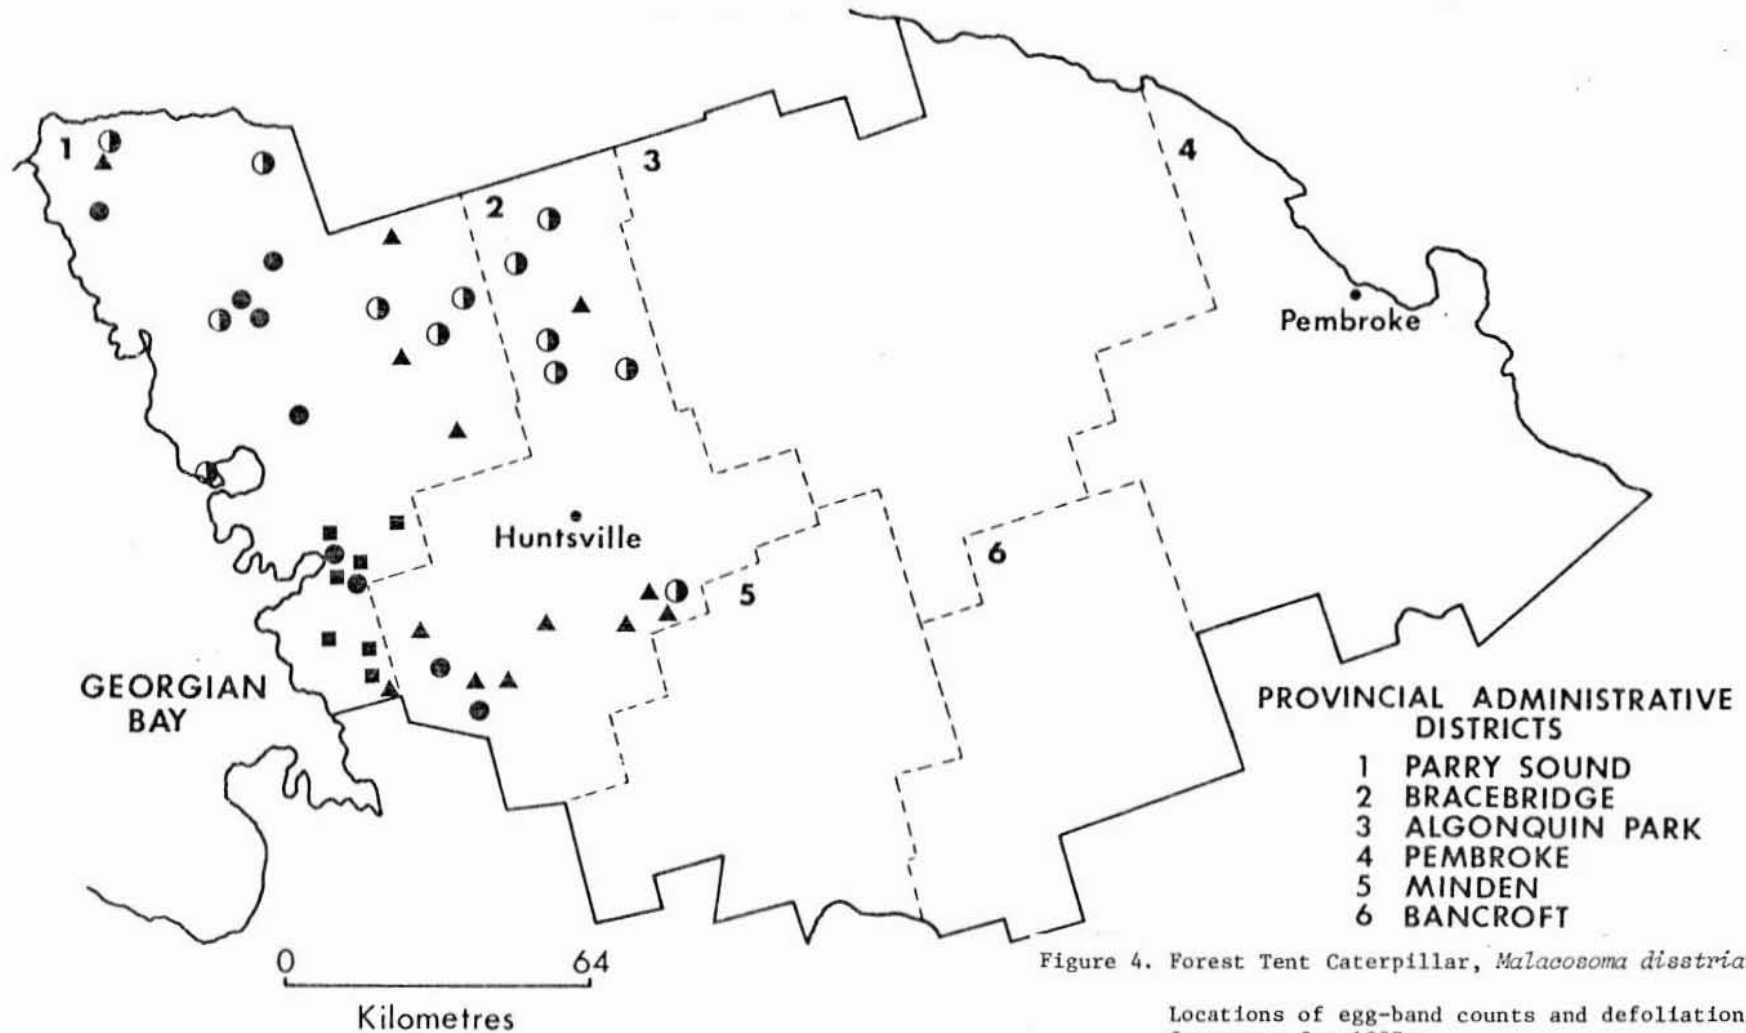 1
2
3
4
Pembroke
Huntsville
5
6
GEORGIAN
BAY
PROVINCIAL ADMINISTRATIVE
DISTRICTS
1 PARRY SOUND
2 BRACEBRIDGE
3 ALGONQUIN PARK
4 PEMBROKE
5 MINDEN
6 BANCROFT
0 64
Kilometres
Figure 4. Forest Tent Caterpillar, Malacosoma disstria
Locations of egg-band counts and defoliation